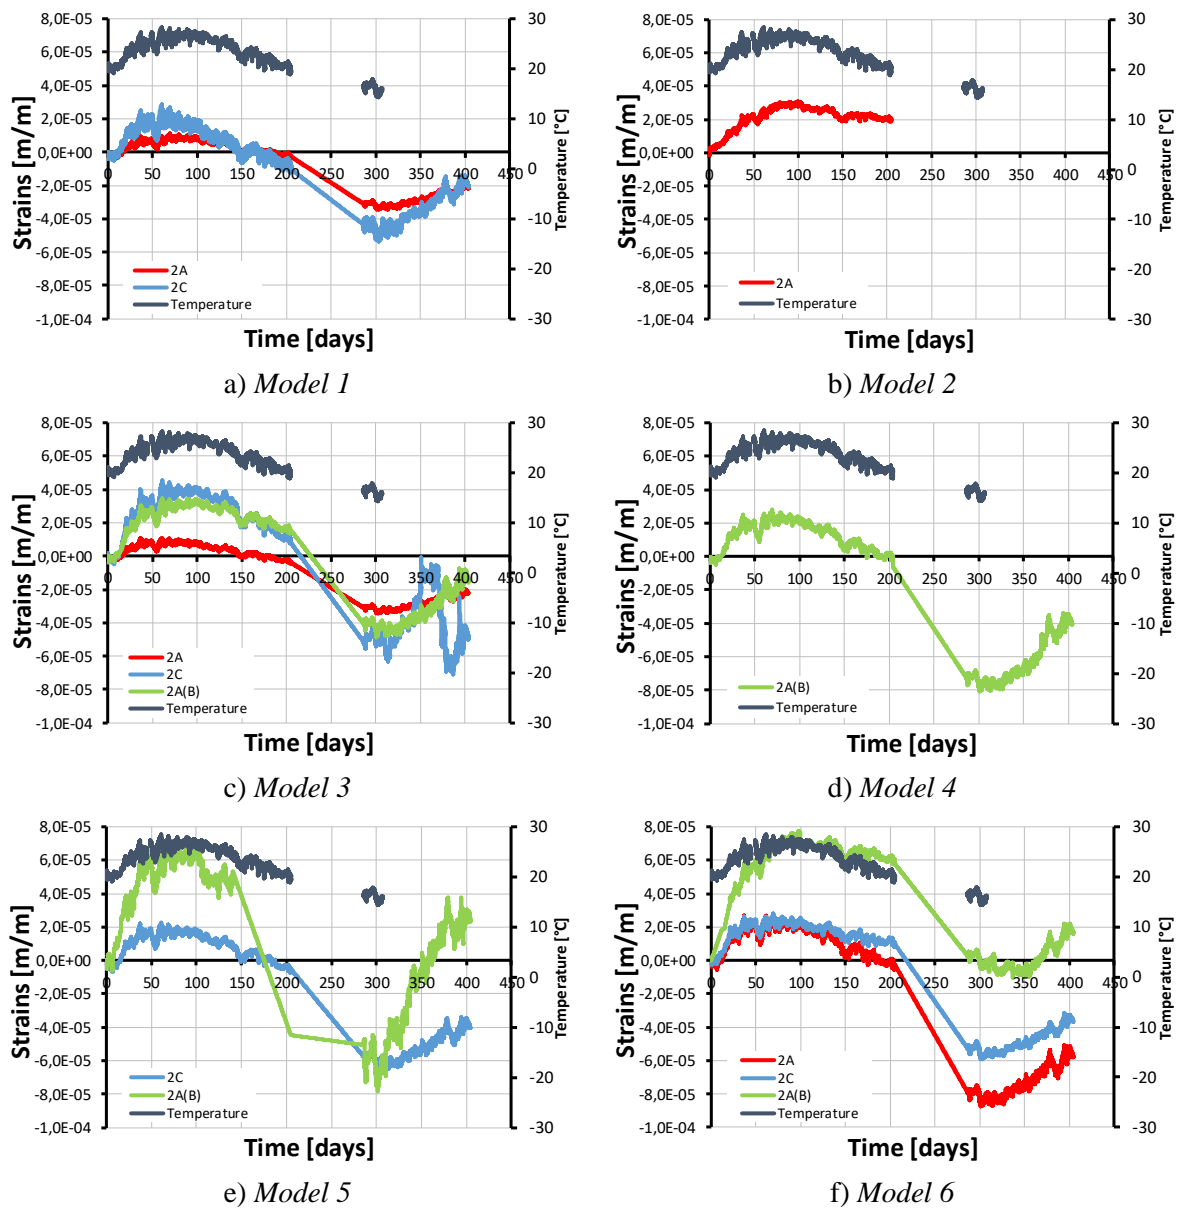 8,0E-05
6,0E-05
4,0E-05
2,0E-05
0,0E+00
-2,0E-05
-4,0E-05
-6,0E-05
-8,0E-05
-1,0E-04
Strains [m/m]
0 50 100 150 200 250 300 350 400 450
30
20
10
0
-10
-20
-30
Temperature [°C]
2A
2C
Temperature
Time [days]
a) Model 1
8,0E-05
6,0E-05
4,0E-05
2,0E-05
0,0E+00
-2,0E-05
-4,0E-05
-6,0E-05
-8,0E-05
-1,0E-04
Strains [m/m]
0 50 100 150 200 250 300 350 400 450
30
20
10
0
-10
-20
-30
Temperature [°C]
2A
Temperature
Time [days]
b) Model 2
8,0E-05
6,0E-05
4,0E-05
2,0E-05
0,0E+00
-2,0E-05
-4,0E-05
-6,0E-05
-8,0E-05
-1,0E-04
Strains [m/m]
0 50 100 150 200 250 300 350 400 450
30
20
10
0
-10
-20
-30
Temperature [°C]
2A
2C
2A(B)
Temperature
Time [days]
c) Model 3
8,0E-05
6,0E-05
4,0E-05
2,0E-05
0,0E+00
-2,0E-05
-4,0E-05
-6,0E-05
-8,0E-05
-1,0E-04
Strains [m/m]
0 50 100 150 200 250 300 350 400 450
30
20
10
0
-10
-20
-30
Temperature [°C]
2A(B)
Temperature
Time [days]
d) Model 4
8,0E-05
6,0E-05
4,0E-05
2,0E-05
0,0E+00
-2,0E-05
-4,0E-05
-6,0E-05
-8,0E-05
-1,0E-04
Strains [m/m]
0 50 100 150 200 250 300 350 400 450
30
20
10
0
-10
-20
-30
Temperature [°C]
2C
2A(B)
Temperature
Time [days]
e) Model 5
8,0E-05
6,0E-05
4,0E-05
2,0E-05
0,0E+00
-2,0E-05
-4,0E-05
-6,0E-05
-8,0E-05
-1,0E-04
Strains [m/m]
0 50 100 150 200 250 300 350 400 450
30
20
10
0
-10
-20
-30
Temperature [°C]
2A
2C
2A(B)
Temperature
Time [days]
f) Model 6